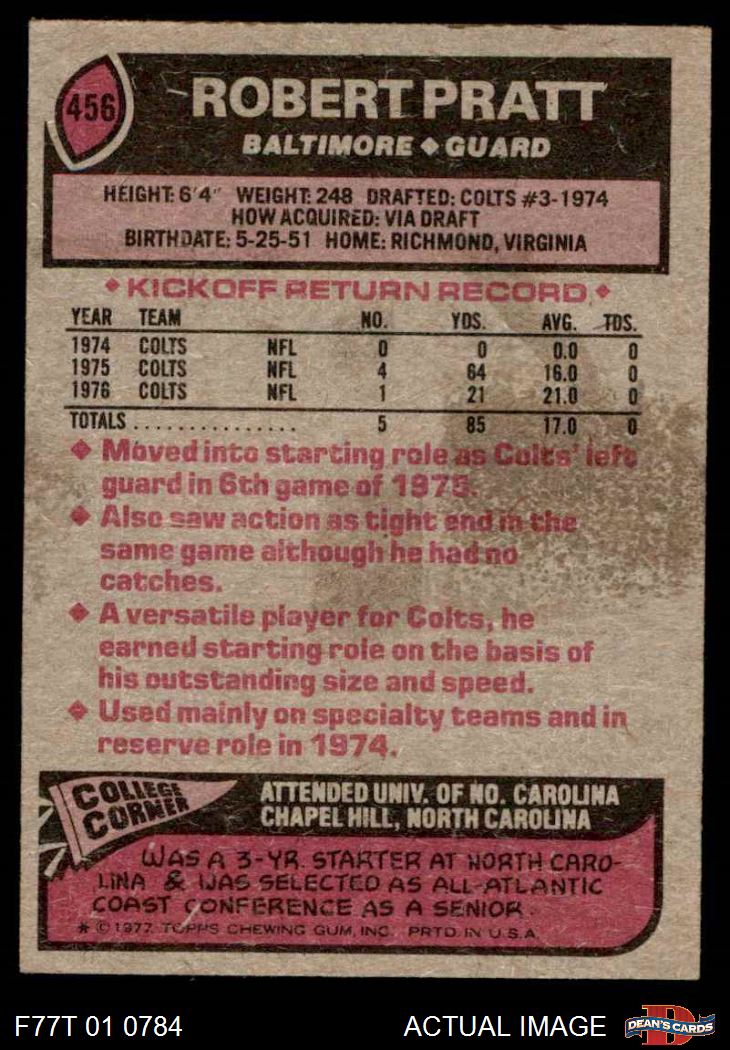 456
ROBERT PRATT
BALTIMORE ◆ GUARD
HEIGHT: 6'4" WEIGHT: 248 DRAFTED: COLTS #3-1974
HOW ACQUIRED: VIA DRAFT
BIRTHDATE: 5-25-51 HOME: RICHMOND, VIRGINIA
◆ KICKOFF RETURN RECORD ◆
YEAR TEAM NO. YDS. AVG. TDS.
1974 COLTS NFL 0 0 0.0 0
1975 COLTS NFL 4 64 16.0 0
1976 COLTS NFL 1 21 21.0 0
TOTALS ............... 5 85 17.0 0
◆ Moved into starting role as Colts' left
guard in 6th game of 1975.
◆ Also saw action as tight end in the
same game although he had no
catches.
◆ A versatile player for Colts, he
earned starting role on the basis of
his outstanding size and speed.
◆ Used mainly on specialty teams and in
reserve role in 1974.
COLLEGE
CORNER
ATTENDED UNIV. OF NO. CAROLINA
CHAPEL HILL, NORTH CAROLINA
WAS A 3-YR. STARTER AT NORTH CARO-
LINA & WAS SELECTED AS ALL-ATLANTIC
COAST CONFERENCE AS A SENIOR.
* © 1977 TOPPS CHEWING GUM, INC. PRTD. IN U.S.A.
F77T 01 0784 ACTUAL IMAGE
D
DEAN'S CARDS